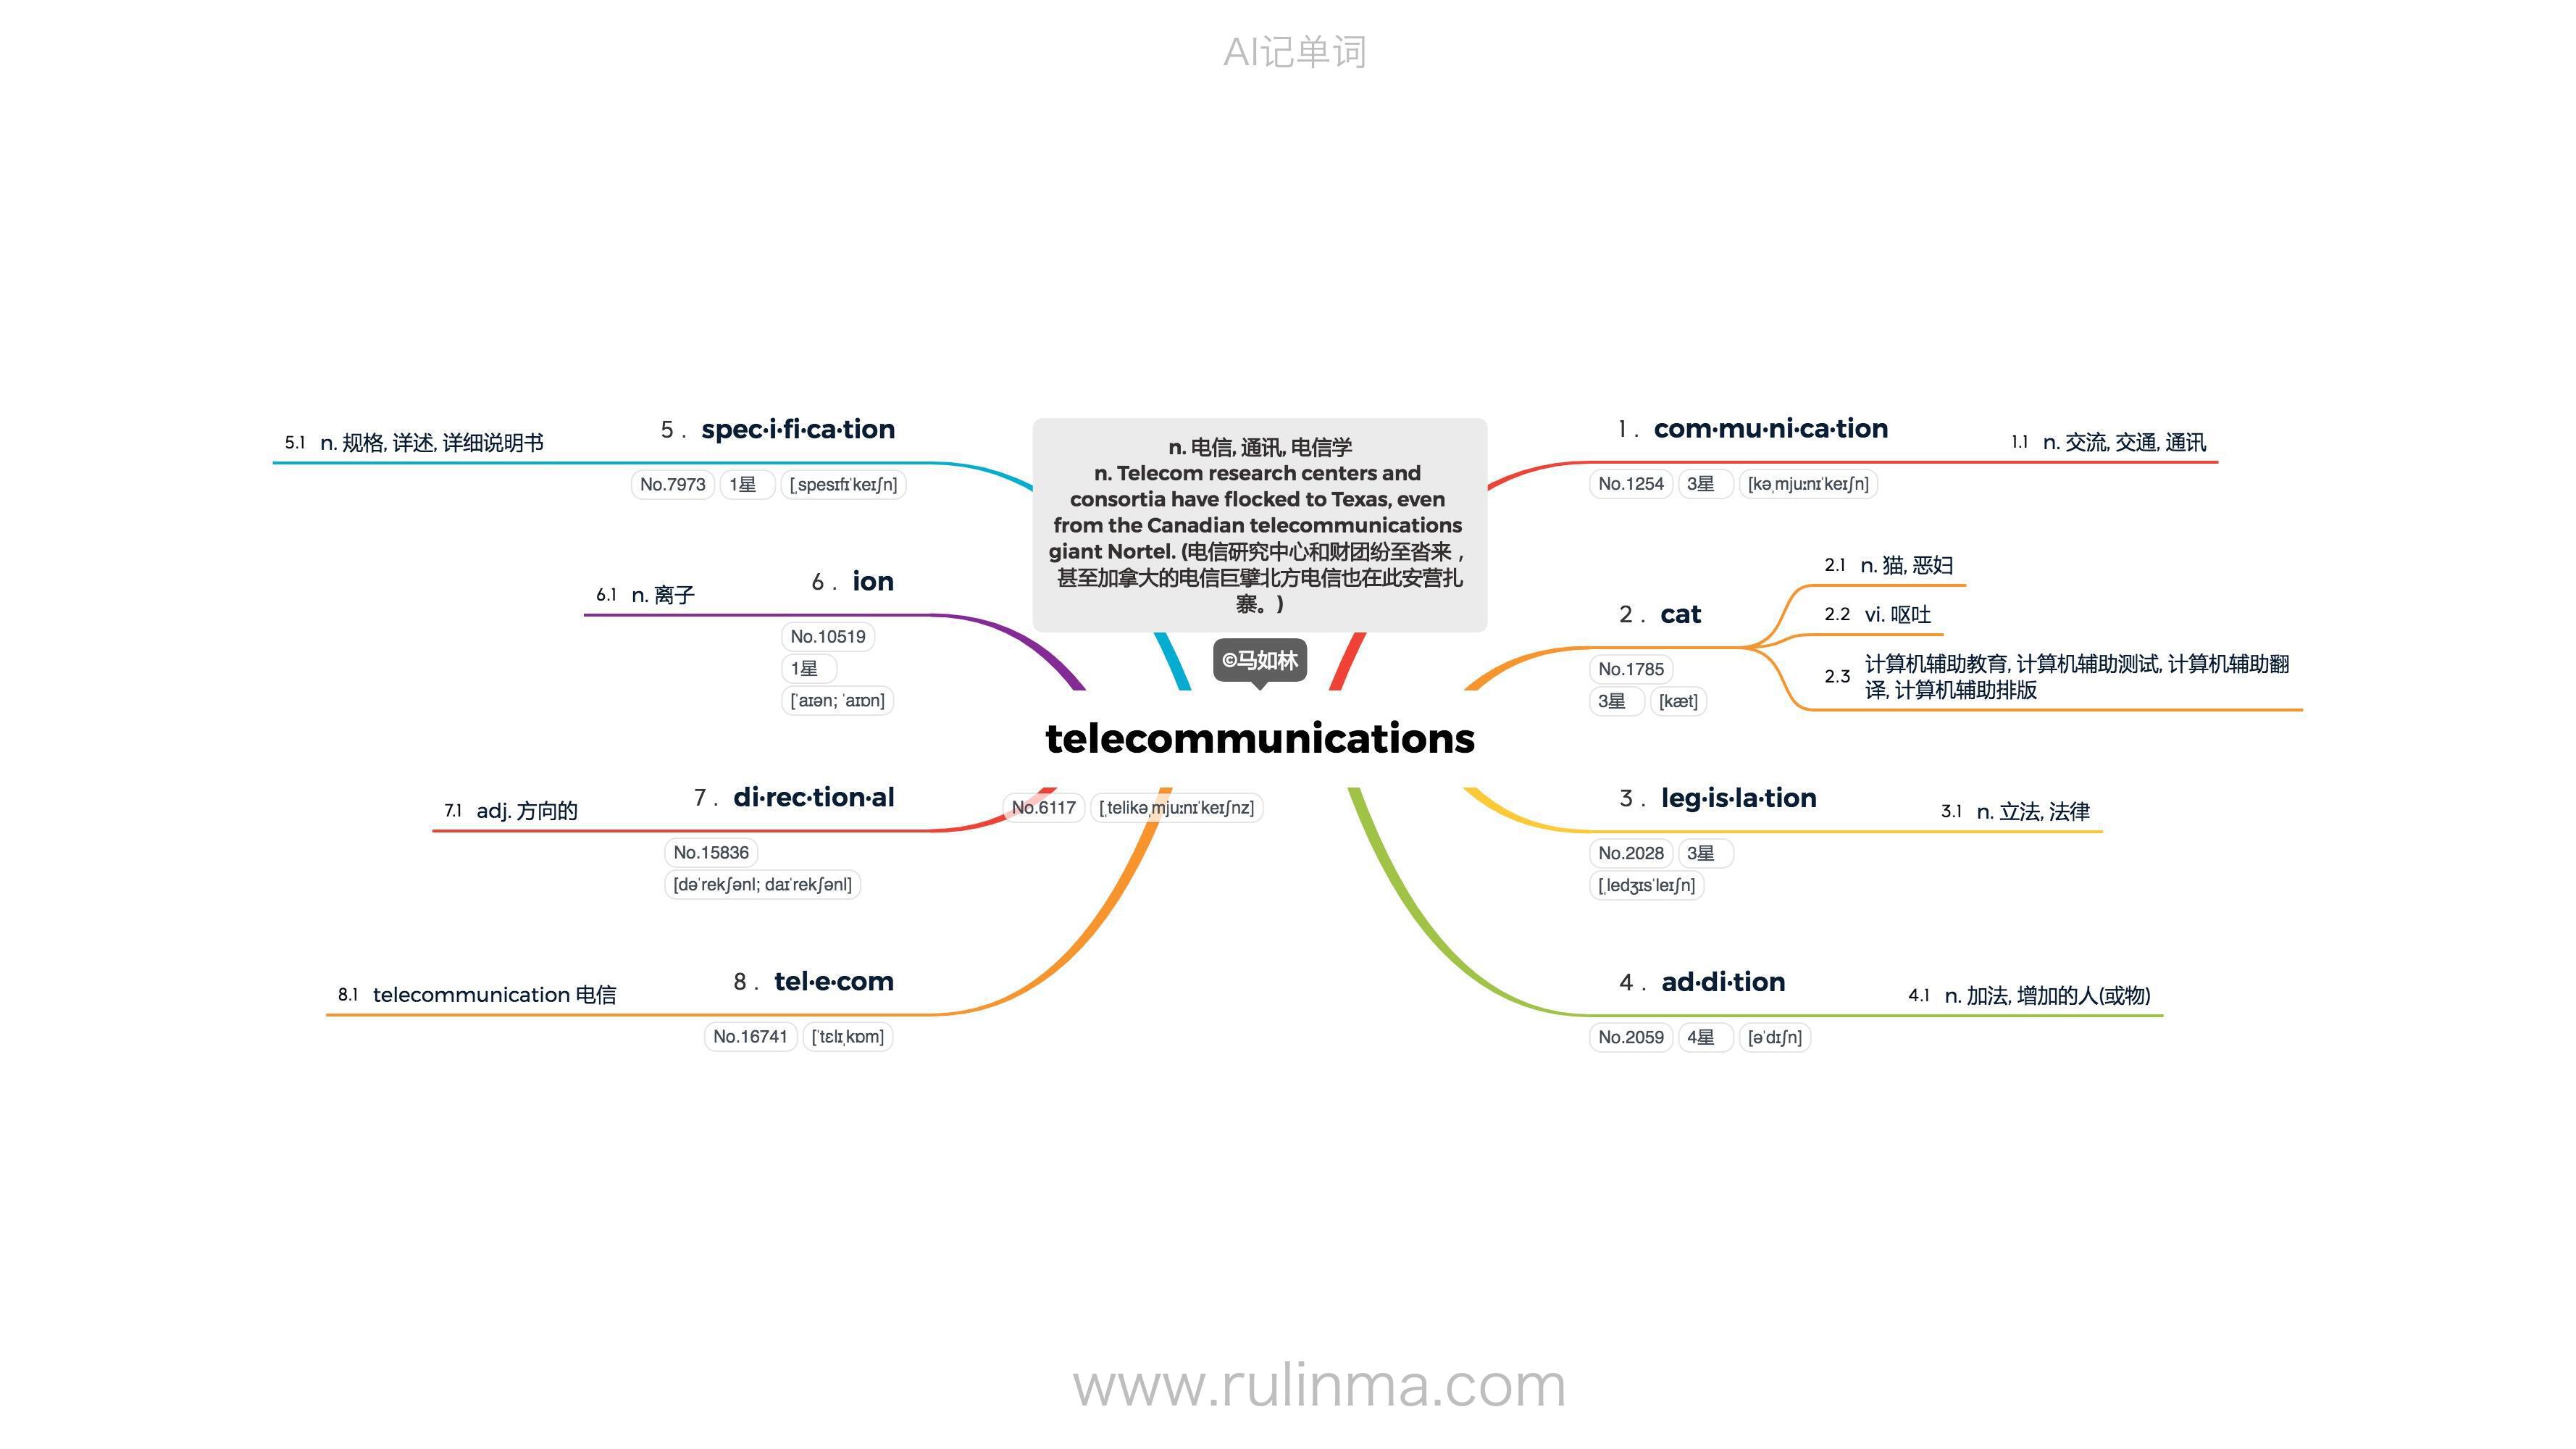 AI记单词
n. 电信, 通讯, 电信学
n. Telecom research centers and
consortia have flocked to Texas, even
from the Canadian telecommunications
giant Nortel. (电信研究中心和财团纷至沓来，
甚至加拿大的电信巨擘北方电信也在此安营扎
寨。)
©马如林
telecommunications
No.6117 [ˌtelikəˌmjuːnɪˈkeɪʃnz]
1 . com·mu·ni·ca·tion
No.1254 3星 [kəˌmjuːnɪˈkeɪʃn]
1.1 n. 交流, 交通, 通讯
2 . cat
No.1785
3星 [kæt]
2.1 n. 猫, 恶妇
2.2 vi. 呕吐
2.3 计算机辅助教育, 计算机辅助测试, 计算机辅助翻
译, 计算机辅助排版
3 . leg·is·la·tion
No.2028 3星
[ˌledʒɪsˈleɪʃn]
3.1 n. 立法, 法律
4 . ad·di·tion
No.2059 4星 [əˈdɪʃn]
4.1 n. 加法, 增加的人(或物)
5 . spec·i·fi·ca·tion
No.7973 1星 [ˌspesɪfɪˈkeɪʃn]
5.1 n. 规格, 详述, 详细说明书
6 . ion
No.10519
1星
[ˈaɪən; ˈaɪɒn]
6.1 n. 离子
7 . di·rec·tion·al
No.15836
[dəˈrekʃənl; daɪˈrekʃənl]
7.1 adj. 方向的
8 . tel·e·com
No.16741 [ˈtɛlɪˌkɒm]
8.1 telecommunication 电信
www.rulinma.com